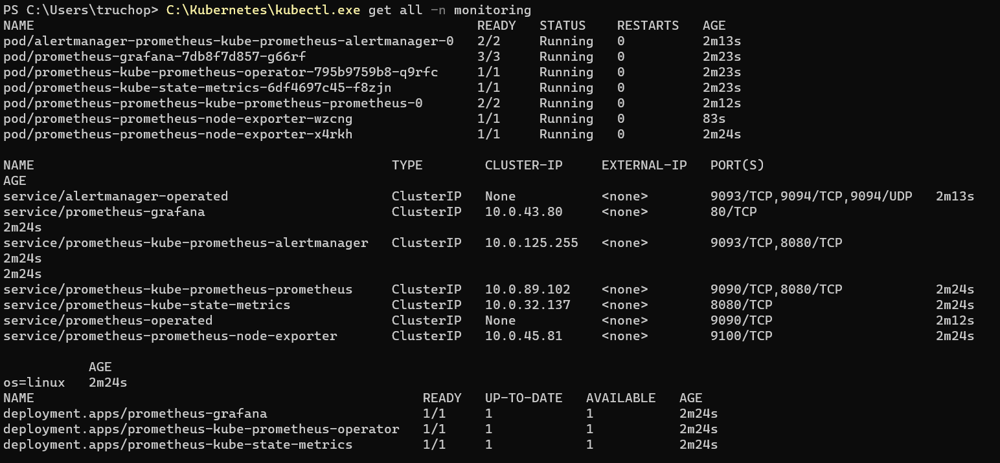 PS C:\Users\truchop> C:\Kubernetes\kubectl.exe get all -n monitoring
NAME READY STATUS RESTARTS AGE
pod/alertmanager-prometheus-kube-prometheus-alertmanager-0 2/2 Running 0 2m13s
pod/prometheus-grafana-7db8f7d857-g66rf 3/3 Running 0 2m23s
pod/prometheus-kube-prometheus-operator-795b9759b8-q9rfc 1/1 Running 0 2m23s
pod/prometheus-kube-state-metrics-6df4697c45-f8zjn 1/1 Running 0 2m23s
pod/prometheus-prometheus-kube-prometheus-prometheus-0 2/2 Running 0 2m12s
pod/prometheus-prometheus-node-exporter-wzcng 1/1 Running 0 83s
pod/prometheus-prometheus-node-exporter-x4rkh 1/1 Running 0 2m24s
NAME TYPE CLUSTER-IP EXTERNAL-IP PORT(S)
AGE
service/alertmanager-operated ClusterIP None <none> 9093/TCP,9094/TCP,9094/UDP 2m13s
service/prometheus-grafana ClusterIP 10.0.43.80 <none> 80/TCP
2m24s
service/prometheus-kube-prometheus-alertmanager ClusterIP 10.0.125.255 <none> 9093/TCP,8080/TCP
2m24s
2m24s
service/prometheus-kube-prometheus-prometheus ClusterIP 10.0.89.102 <none> 9090/TCP,8080/TCP 2m24s
service/prometheus-kube-state-metrics ClusterIP 10.0.32.137 <none> 8080/TCP 2m24s
service/prometheus-operated ClusterIP None <none> 9090/TCP 2m12s
service/prometheus-prometheus-node-exporter ClusterIP 10.0.45.81 <none> 9100/TCP 2m24s
AGE
os=linux 2m24s
NAME READY UP-TO-DATE AVAILABLE AGE
deployment.apps/prometheus-grafana 1/1 1 1 2m24s
deployment.apps/prometheus-kube-prometheus-operator 1/1 1 1 2m24s
deployment.apps/prometheus-kube-state-metrics 1/1 1 1 2m24s